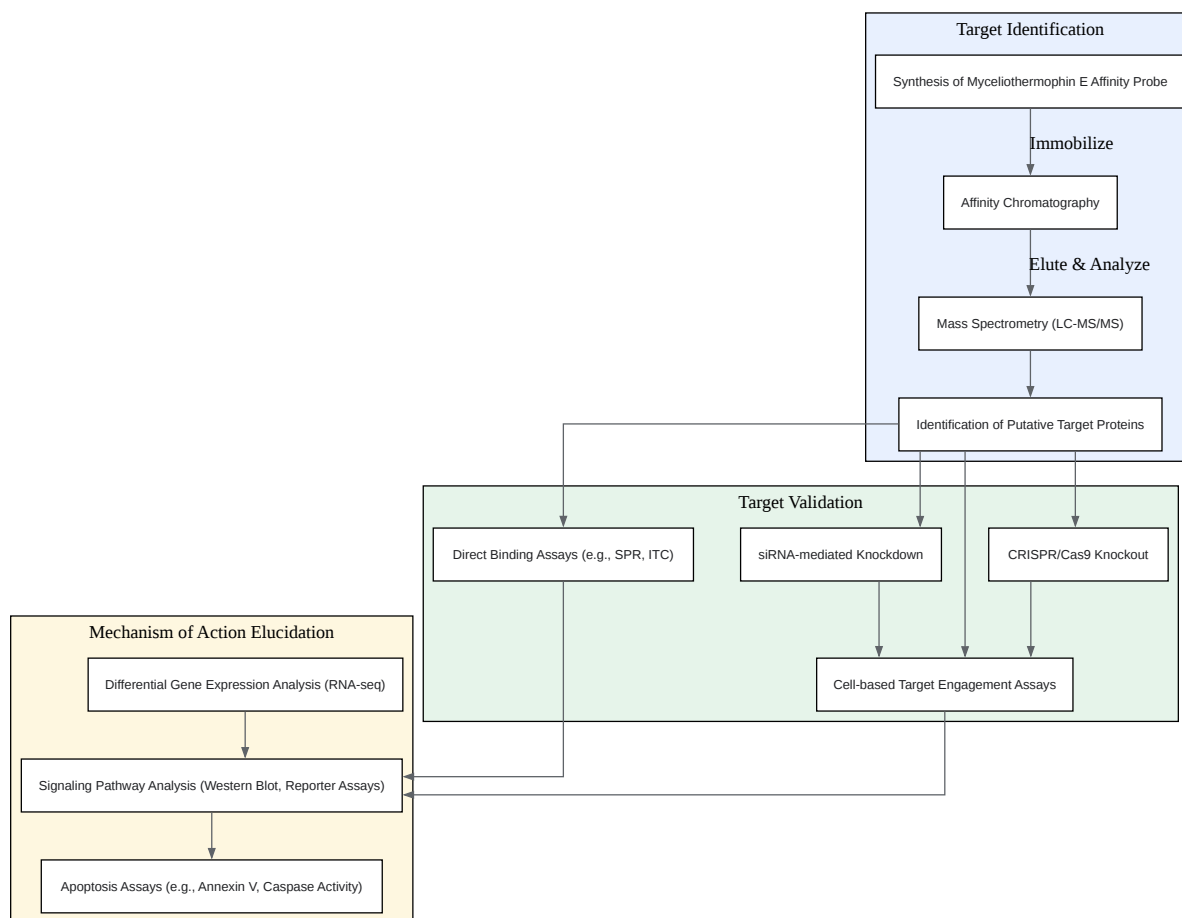 Target Identification
Synthesis of Myceliothermophin E Affinity Probe
Immobilize
Affinity Chromatography
Elute & Analyze
Mass Spectrometry (LC-MS/MS)
Identification of Putative Target Proteins
Target Validation
Direct Binding Assays (e.g., SPR, ITC)
siRNA-mediated Knockdown
CRISPR/Cas9 Knockout
Cell-based Target Engagement Assays
Mechanism of Action Elucidation
Differential Gene Expression Analysis (RNA-seq)
Signaling Pathway Analysis (Western Blot, Reporter Assays)
Apoptosis Assays (e.g., Annexin V, Caspase Activity)